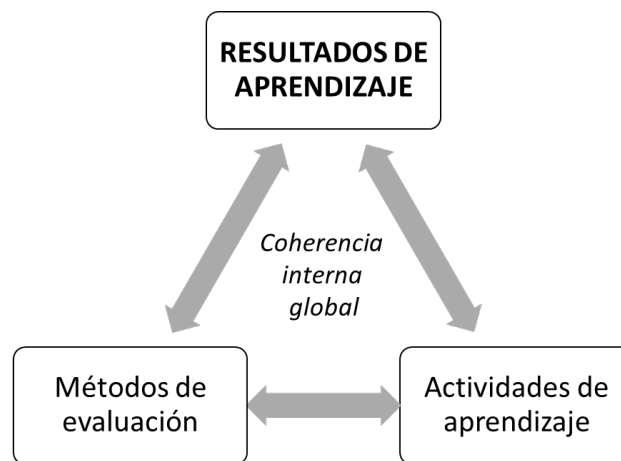 RESULTADOS DE
APRENDIZAJE
Coherencia
interna
global
Métodos de
evaluación
Actividades de
aprendizaje